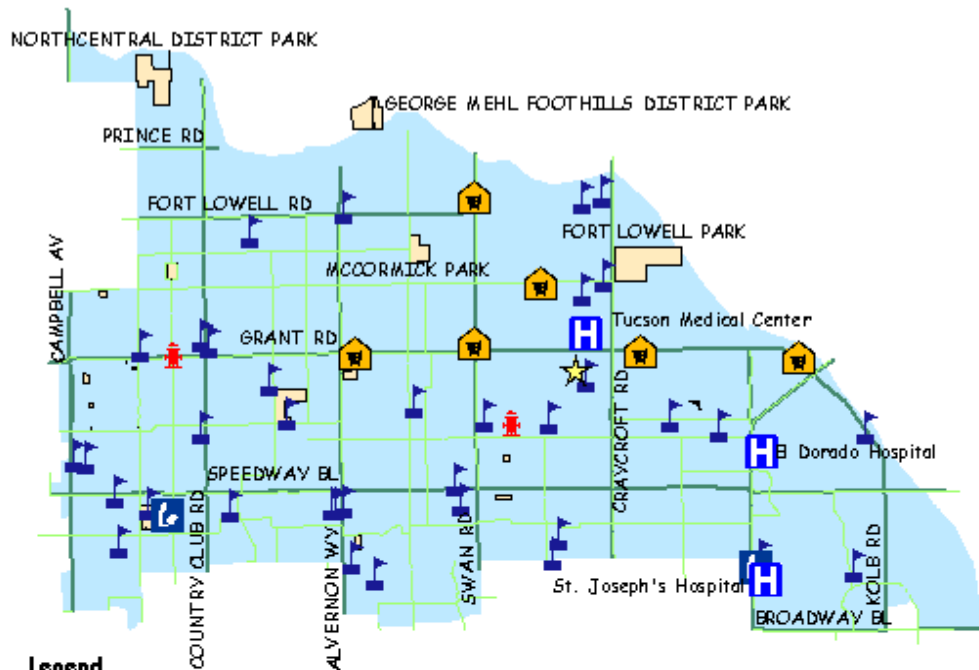 NORTHCENTRAL DISTRICT PARK
GEORGE MEHL FOOTHILLS DISTRICT PARK
PRINCE RD
FORT LOWELL RD
FORT LOWELL PARK
MCCORMICK PARK
CAMPBELL AV
GRANT RD
H
Tucson Medical Center
CRAYCROFT RD
H
El Dorado Hospital
SPEEDWAY BL
COUNTRY CLUB RD
ALVERNON WY
SWAN RD
KOLB RD
St. Joseph's Hospital
H
BROADWAY BL
Legend